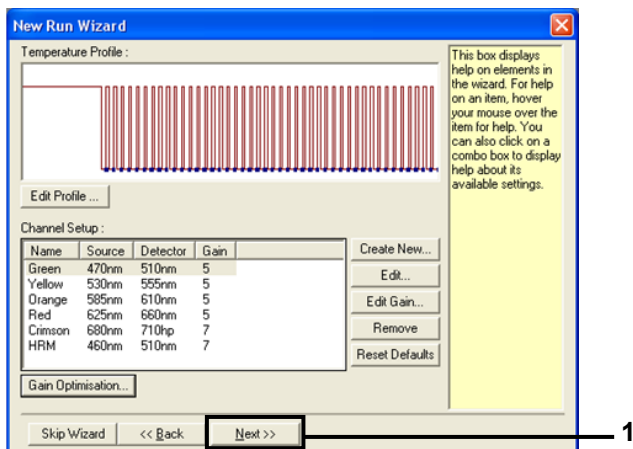 New Run Wizard
Temperature Profile :
This box displays
help on elements in
the wizard. For help
on an item, hover
your mouse over the
item for help. You
can also click on a
combo box to display
help about its
available settings.
Edit Profile ...
Channel Setup :
Name Source Detector Gain
Green 470nm 510nm 5
Yellow 530nm 555nm 5
Orange 585nm 610nm 5
Red 625nm 660nm 5
Crimson 680nm 710hp 7
HRM 460nm 510nm 7
Create New...
Edit...
Edit Gain...
Remove
Reset Defaults
Gain Optimisation...
Skip Wizard << Back Next >> 1